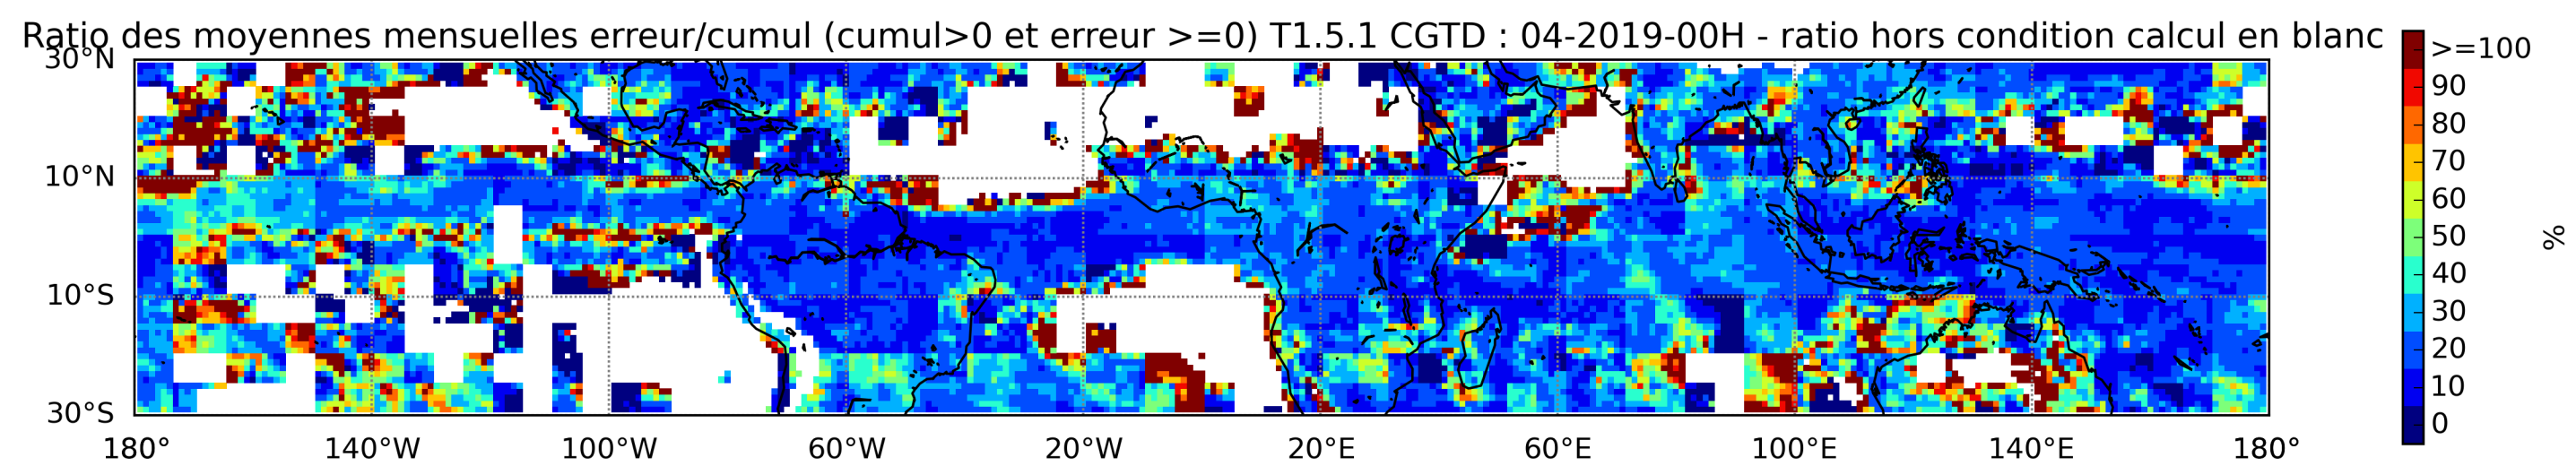 Ratio des moyennes mensuelles erreur/cumul (cumul>0 et erreur >=0) T1.5.1 CGTD : 04-2019-00H - ratio hors condition calcul en blanc
30°N
10°N
10°S
30°S
180° 140°W 100°W 60°W 20°W 20°E 60°E 100°E 140°E 180°
>=100
90
80
70
60
50
40
30
20
10
0
%